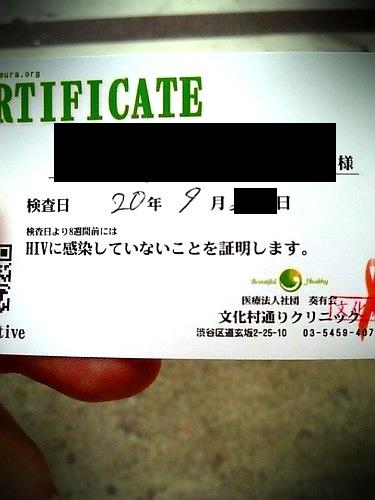 mura.org
RTIFICATE
様
検査日 20年 9月 日
検査日より8週間前には
HIVに感染していないことを証明します。
Beautiful Healthy
医療法人社団 奏有会
文化村通りクリニック
渋谷区道玄坂2-25-10 03-5459-407
tive